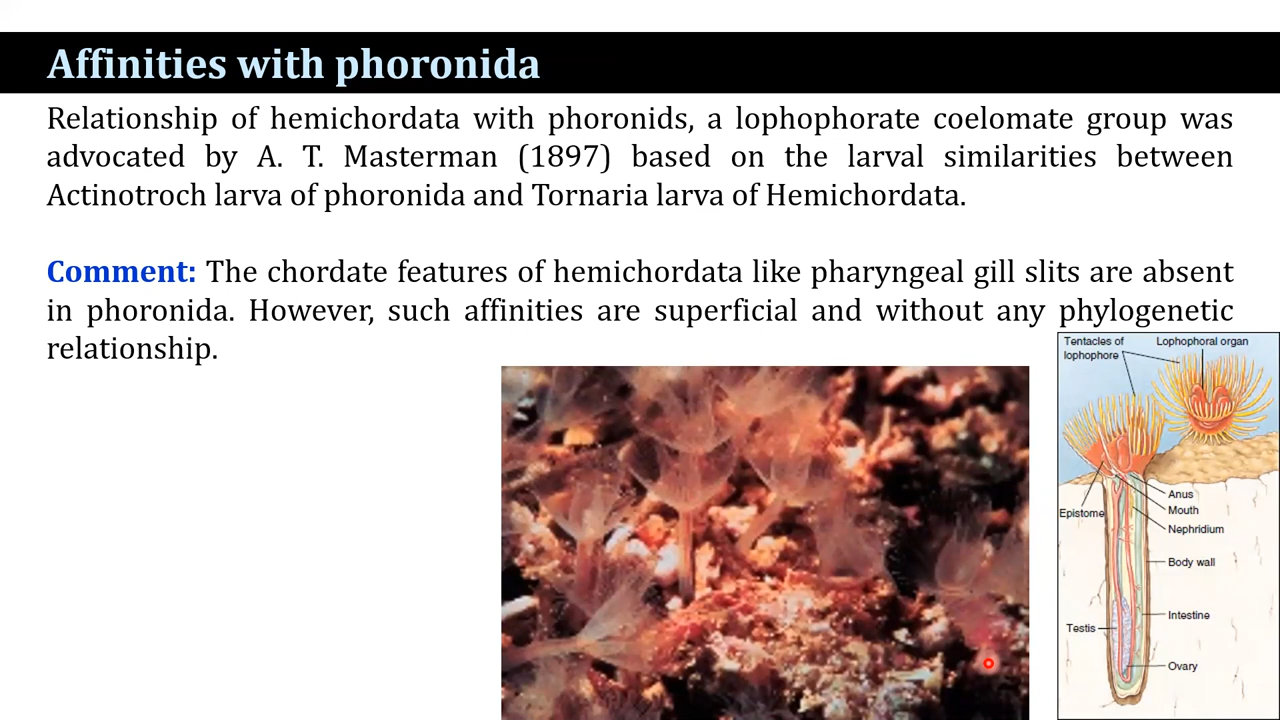 Affinities with phoronida
Relationship of hemichordata with phoronids, a lophophorate coelomate group was
advocated by A. T. Masterman (1897) based on the larval similarities between
Actinotroch larva of phoronida and Tornaria larva of Hemichordata.
Comment: The chordate features of hemichordata like pharyngeal gill slits are absent
in phoronida. However, such affinities are superficial and without any phylogenetic
relationship.
Tentacles of
lophophore
Lophophoral organ
Anus
Mouth
Epistome
Nephridium
Body wall
Intestine
Testis
Ovary